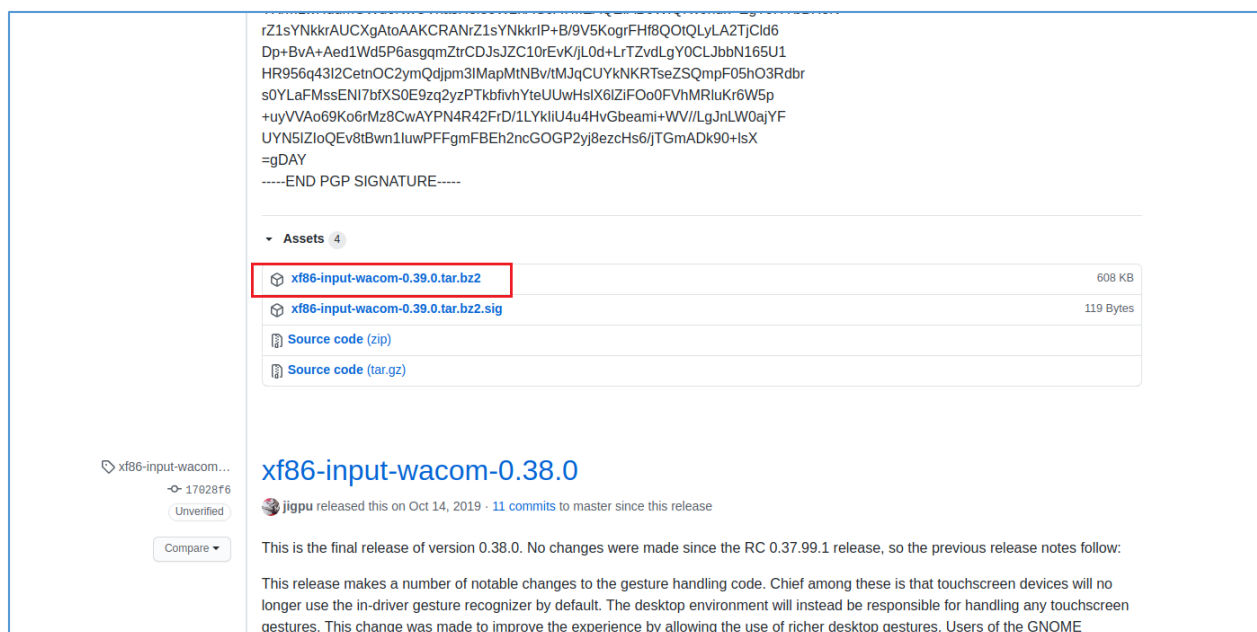 rZ1sYNkkrAUCXgAtoAAKCRANrZ1sYNkkrIP+B/9V5KogrFHf8QOtQLyLA2TjCld6
Dp+BvA+Aed1Wd5P6asgqmZtrCDJsJZC10rEvK/jL0d+LrTZvdLgY0CLJbbN165U1
HR956q43I2CetnOC2ymQdjpm3IMapMtNBv/tMJqCUYkNKRTseZSQmpF05hO3Rdbr
s0YLaFMssENI7bfXS0E9zq2yzPTkbfivhYteUUwHslX6lZiFOo0FVhMRluKr6W5p
+uyVVAo69Ko6rMz8CwAYPN4R42FrD/1LYkIiU4u4HvGbeami+WV//LgJnLW0ajYF
UYN5IZIoQEv8tBwn1IuwPFFgmFBEh2ncGOGP2yj8ezcHs6/jTGmADk90+lsX
=gDAY
-----END PGP SIGNATURE-----
Assets 4
xf86-input-wacom-0.39.0.tar.bz2 608 KB
xf86-input-wacom-0.39.0.tar.bz2.sig 119 Bytes
Source code (zip)
Source code (tar.gz)
xf86-input-wacom...
17028f6
Unverified
Compare
xf86-input-wacom-0.38.0
jigpu released this on Oct 14, 2019 · 11 commits to master since this release
This is the final release of version 0.38.0. No changes were made since the RC 0.37.99.1 release, so the previous release notes follow:
This release makes a number of notable changes to the gesture handling code. Chief among these is that touchscreen devices will no
longer use the in-driver gesture recognizer by default. The desktop environment will instead be responsible for handling any touchscreen
gestures. This change was made to improve the experience by allowing the use of richer desktop gestures. Users of the GNOME